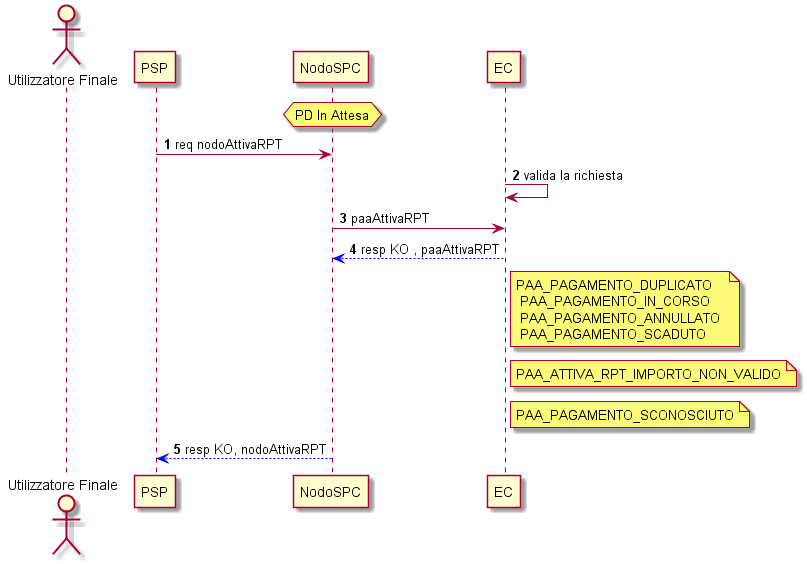 Utilizzatore Finale
PSP
NodoSPC
EC
PD In Attesa
1 req nodoAttivaRPT
2 valida la richiesta
3 paaAttivaRPT
4 resp KO , paaAttivaRPT
PAA_PAGAMENTO_DUPLICATO
PAA_PAGAMENTO_IN_CORSO
PAA_PAGAMENTO_ANNULLATO
PAA_PAGAMENTO_SCADUTO
PAA_ATTIVA_RPT_IMPORTO_NON_VALIDO
PAA_PAGAMENTO_SCONOSCIUTO
5 resp KO, nodoAttivaRPT
Utilizzatore Finale
PSP
NodoSPC
EC